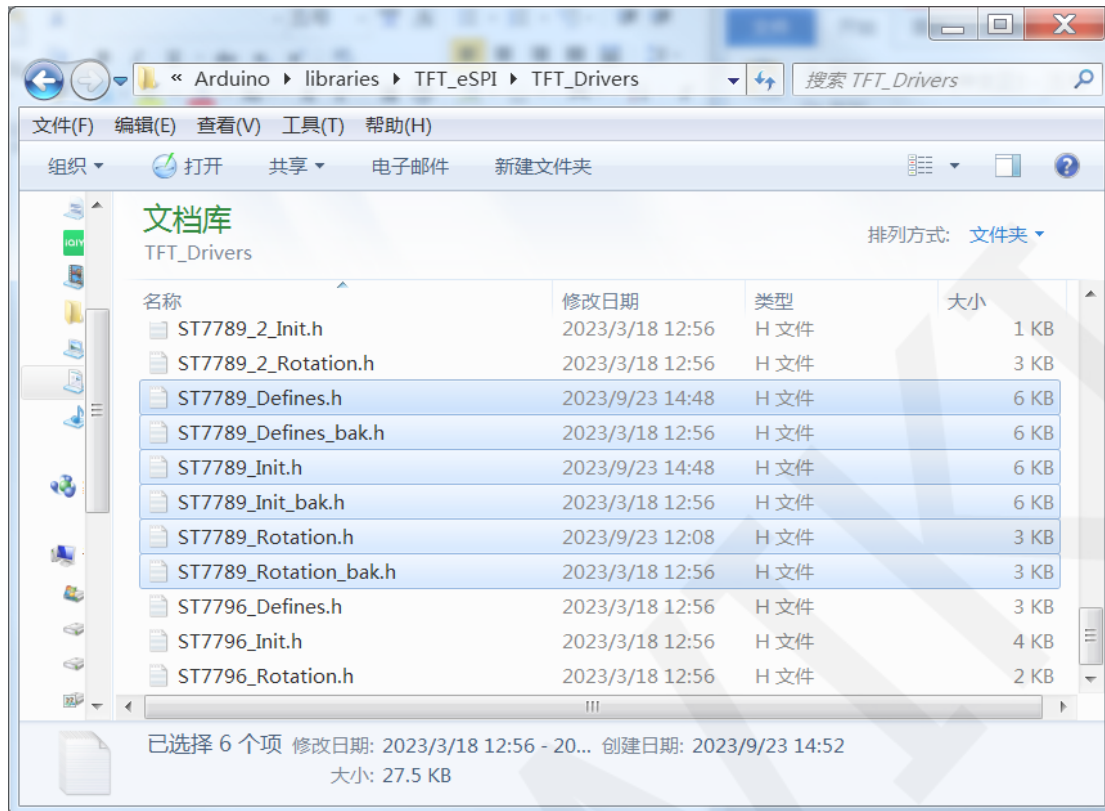 « Arduino ▸ libraries ▸ TFT_eSPI ▸ TFT_Drivers 搜索 TFT_Drivers
文件(F) 编辑(E) 查看(V) 工具(T) 帮助(H)
组织 打开 共享 电子邮件 新建文件夹
文档库
TFT_Drivers
排列方式: 文件夹
名称 修改日期 类型 大小
ST7789_2_Init.h 2023/3/18 12:56 H 文件 1 KB
ST7789_2_Rotation.h 2023/3/18 12:56 H 文件 3 KB
ST7789_Defines.h 2023/9/23 14:48 H 文件 6 KB
ST7789_Defines_bak.h 2023/3/18 12:56 H 文件 6 KB
ST7789_Init.h 2023/9/23 14:48 H 文件 6 KB
ST7789_Init_bak.h 2023/3/18 12:56 H 文件 6 KB
ST7789_Rotation.h 2023/9/23 12:08 H 文件 3 KB
ST7789_Rotation_bak.h 2023/3/18 12:56 H 文件 3 KB
ST7796_Defines.h 2023/3/18 12:56 H 文件 3 KB
ST7796_Init.h 2023/3/18 12:56 H 文件 4 KB
ST7796_Rotation.h 2023/3/18 12:56 H 文件 2 KB
已选择 6 个项 修改日期: 2023/3/18 12:56 - 20... 创建日期: 2023/9/23 14:52
大小: 27.5 KB